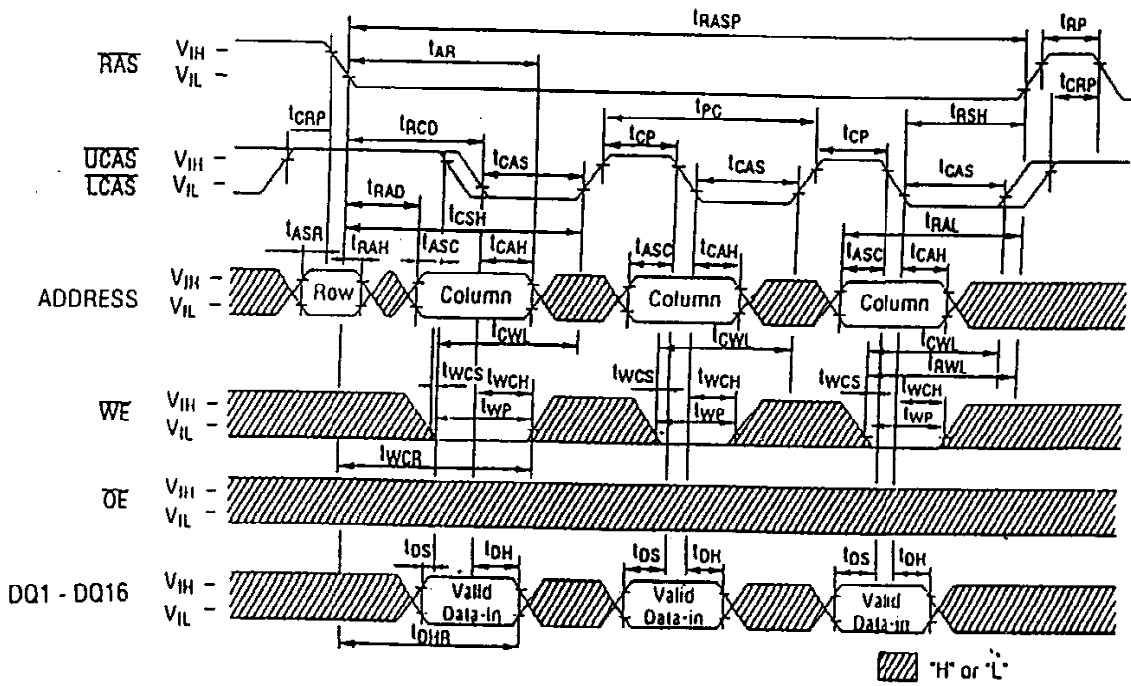 tRASP
tRP
tAR
RAS
VIH
VIL
tCRP
tCRP
tRCD
tPC
tRSH
tCP
tCP
UCAS
LCAS
VIH
VIL
tCAS
tCAS
tCAS
tRAD
tCSH
tRAL
tASR
tRAH
tASC
tCAH
tASC
tCAH
tASC
tCAH
ADDRESS
VIH
VIL
Row
Column
Column
Column
tCWL
tCWL
tCWL
tRWL
tWCS
tWCH
tWCS
tWCH
tWCS
tWCH
WE
VIH
VIL
tWP
tWP
tWP
tWCR
OE
VIH
VIL
tDS
tDH
tDS
tDH
tDS
tDH
DQ1 - DQ16
VIH
VIL
Valid
Data-in
Valid
Data-in
Valid
Data-in
tDHR
"H" or "L"